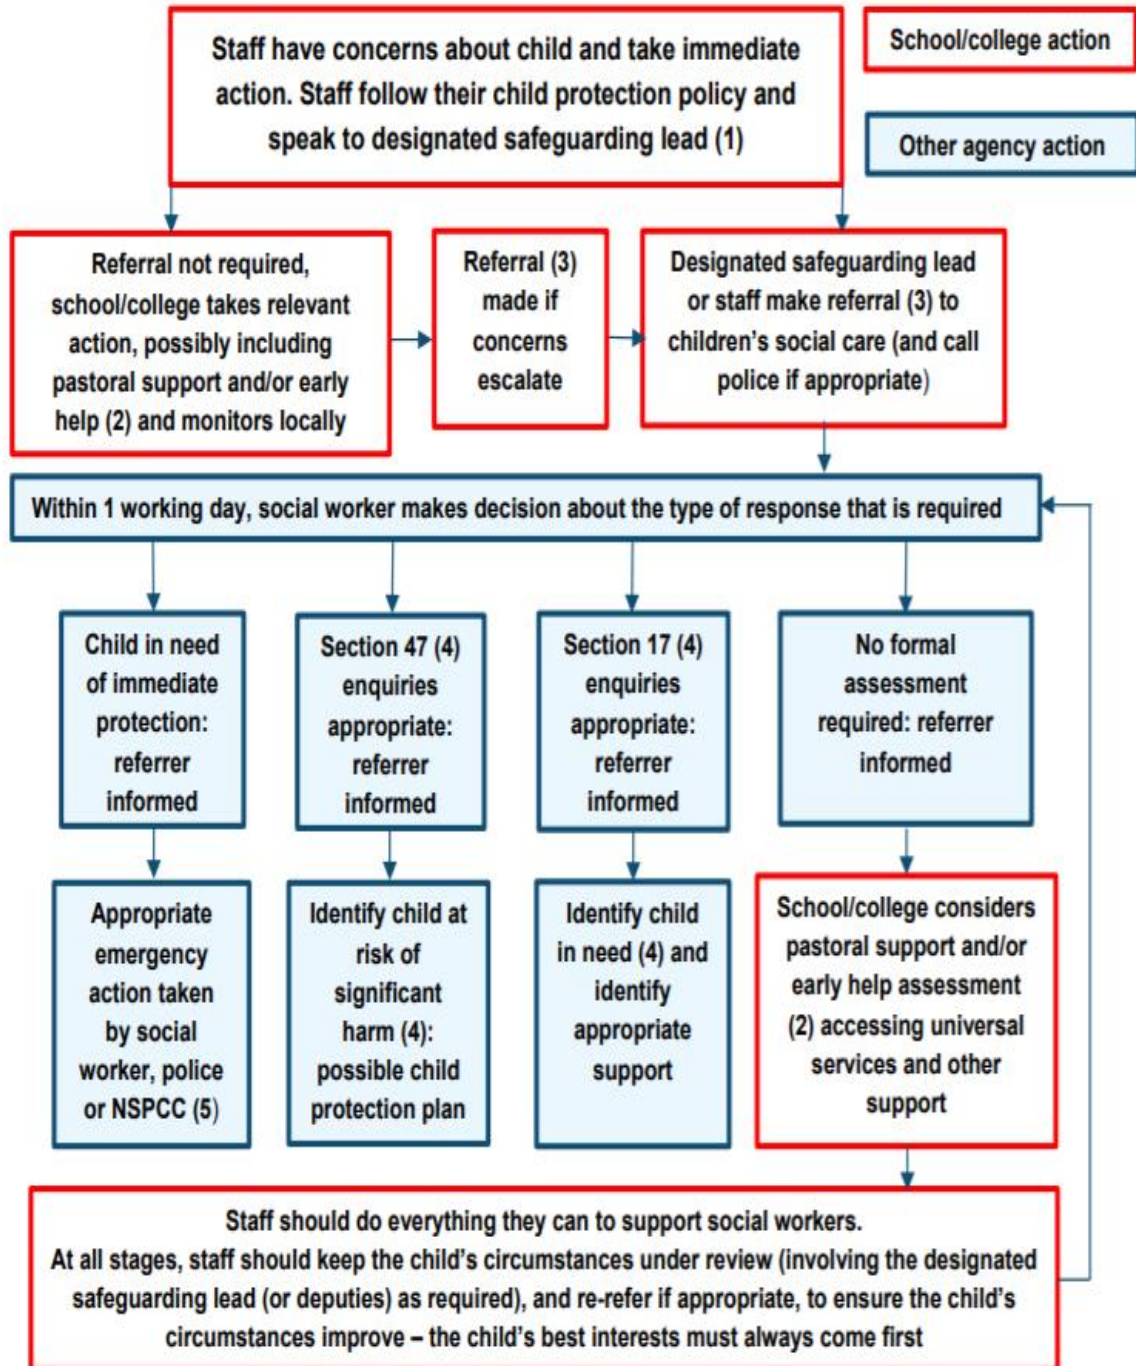 Staff have concerns about child and take immediate
action. Staff follow their child protection policy and
speak to designated safeguarding lead (1)
School/college action
Other agency action
Referral not required,
school/college takes relevant
action, possibly including
pastoral support and/or early
help (2) and monitors locally
Referral (3)
made if
concerns
escalate
Designated safeguarding lead
or staff make referral (3) to
children’s social care (and call
police if appropriate)
Within 1 working day, social worker makes decision about the type of response that is required
Child in need
of immediate
protection:
referrer
informed
Section 47 (4)
enquiries
appropriate:
referrer
informed
Section 17 (4)
enquiries
appropriate:
referrer
informed
No formal
assessment
required: referrer
informed
Appropriate
emergency
action taken
by social
worker, police
or NSPCC (5)
Identify child at
risk of
significant
harm (4):
possible child
protection plan
Identify child
in need (4) and
identify
appropriate
support
School/college considers
pastoral support and/or
early help assessment
(2) accessing universal
services and other
support
Staff should do everything they can to support social workers.
At all stages, staff should keep the child’s circumstances under review (involving the designated
safeguarding lead (or deputies) as required), and re-refer if appropriate, to ensure the child’s
circumstances improve – the child’s best interests must always come first